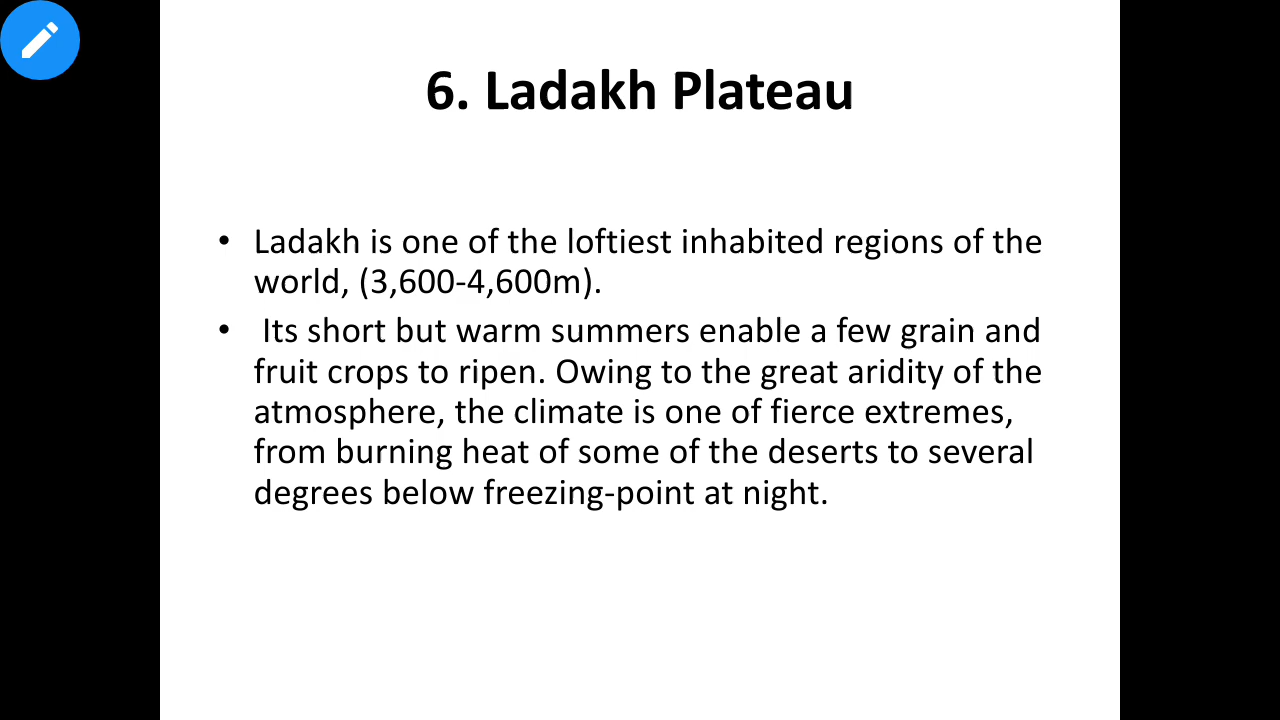 6. Ladakh Plateau
• Ladakh is one of the loftiest inhabited regions of the
world, (3,600-4,600m).
• Its short but warm summers enable a few grain and
fruit crops to ripen. Owing to the great aridity of the
atmosphere, the climate is one of fierce extremes,
from burning heat of some of the deserts to several
degrees below freezing-point at night.